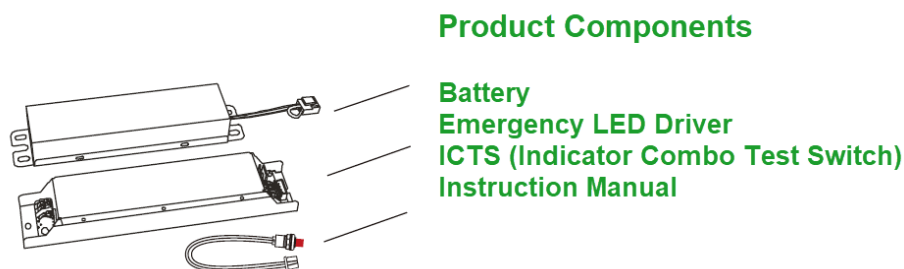 Product Components
Battery
Emergency LED Driver
ICTS (Indicator Combo Test Switch)
Instruction Manual